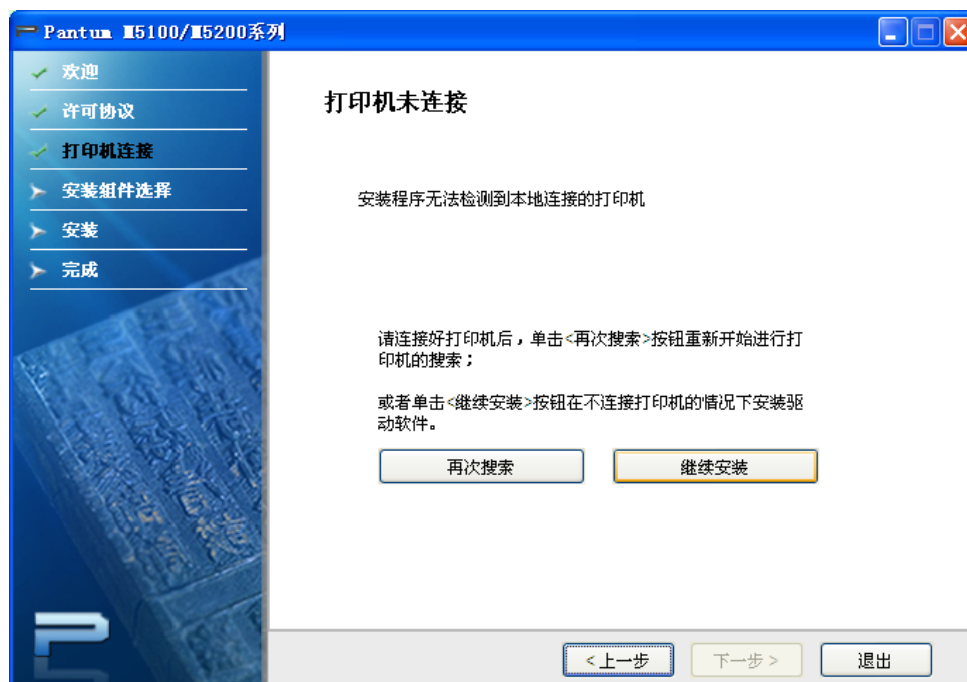 Pantum M5100/M5200系列
欢迎
许可协议
打印机连接
安装组件选择
安装
完成
打印机未连接
安装程序无法检测到本地连接的打印机
请连接好打印机后，单击<再次搜索>按钮重新开始进行打
印机的搜索；
或者单击<继续安装>按钮在不连接打印机的情况下安装驱
动软件。
再次搜索
继续安装
<上一步
下一步>
退出